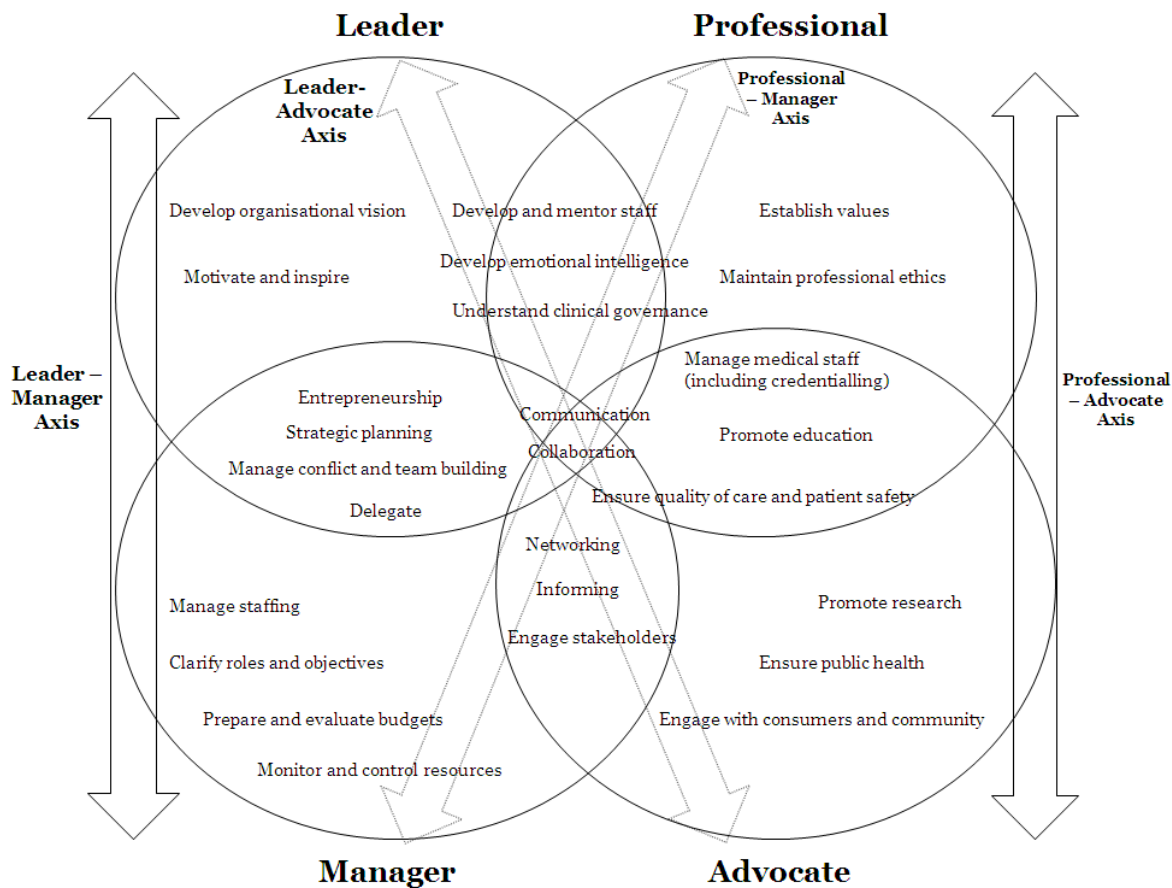 Leader
Professional
Leader-
Advocate
Axis
Professional
– Manager
Axis
Develop organisational vision
Develop and mentor staff
Establish values
Motivate and inspire
Develop emotional intelligence
Maintain professional ethics
Understand clinical governance
Leader –
Manager
Axis
Manage medical staff
(including credentialling)
Professional
– Advocate
Axis
Entrepreneurship
Communication
Strategic planning
Promote education
Collaboration
Manage conflict and team building
Ensure quality of care and patient safety
Delegate
Networking
Informing
Manage staffing
Promote research
Engage stakeholders
Clarify roles and objectives
Ensure public health
Prepare and evaluate budgets
Engage with consumers and community
Monitor and control resources
Manager
Advocate